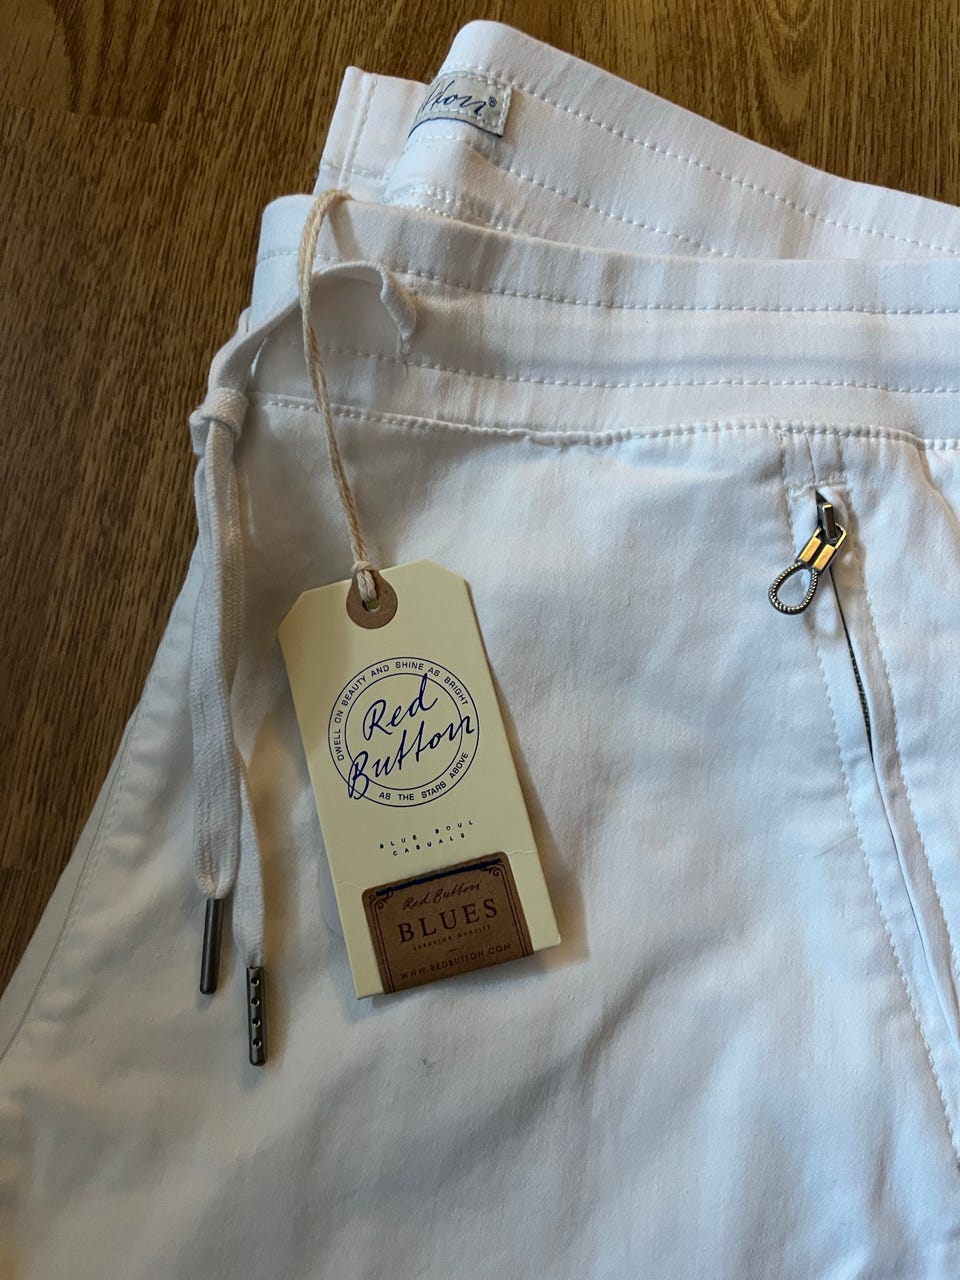 tton®
DWELL ON BEAUTY AND SHINE AS BRIGHT
AS THE STARS ABOVE
Red
Button
BLUE SOUL
CASUALS
Red Button
BLUES
SUPERIOR QUALITY
WWW.REDBUTTON.COM